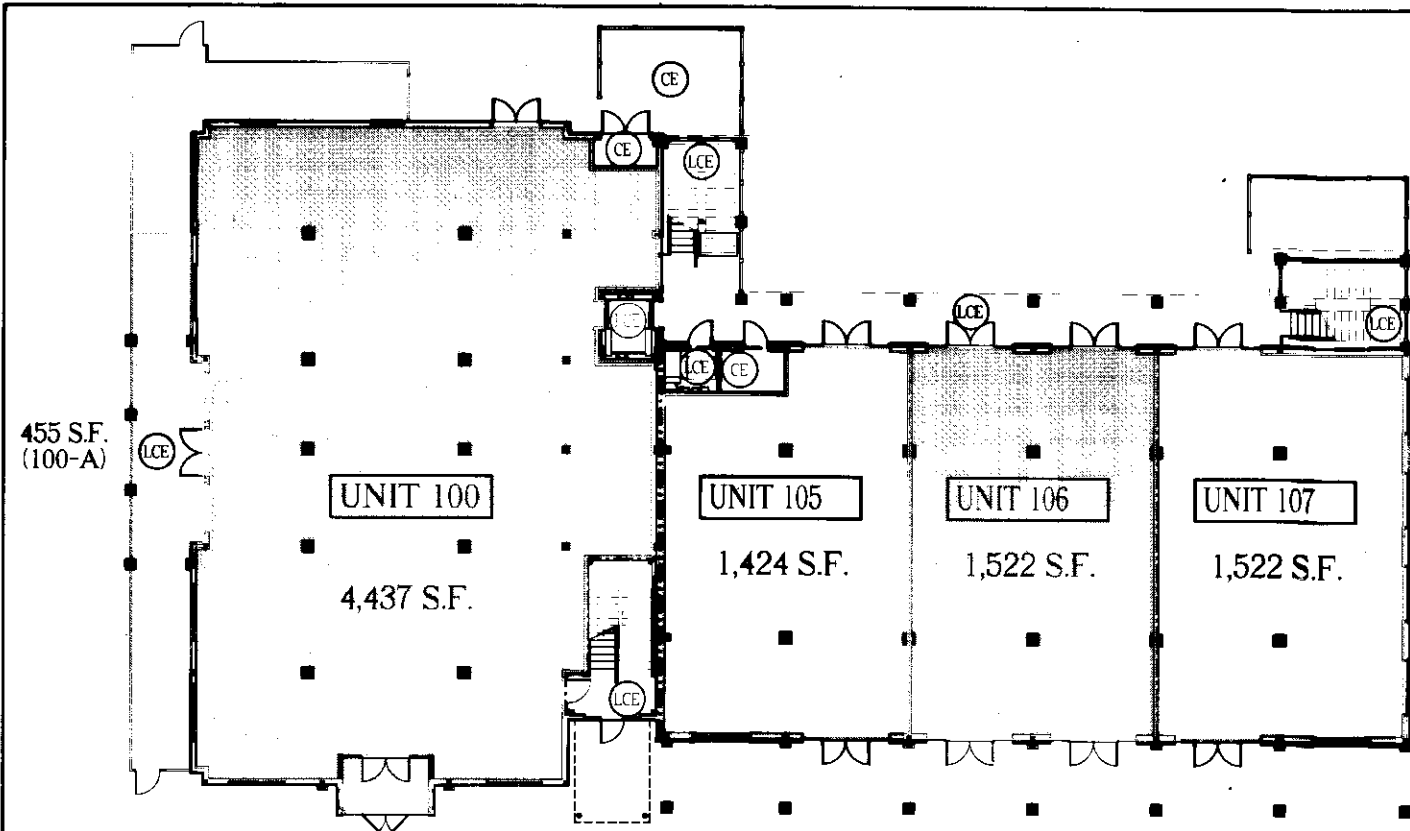 CE
CE
LCE
LCE
LCE
LCE
LCE
CE
455 S.F.
(100-A)
LCE
UNIT 100
UNIT 105
UNIT 106
UNIT 107
4,437 S.F.
1,424 S.F.
1,522 S.F.
1,522 S.F.
LCE